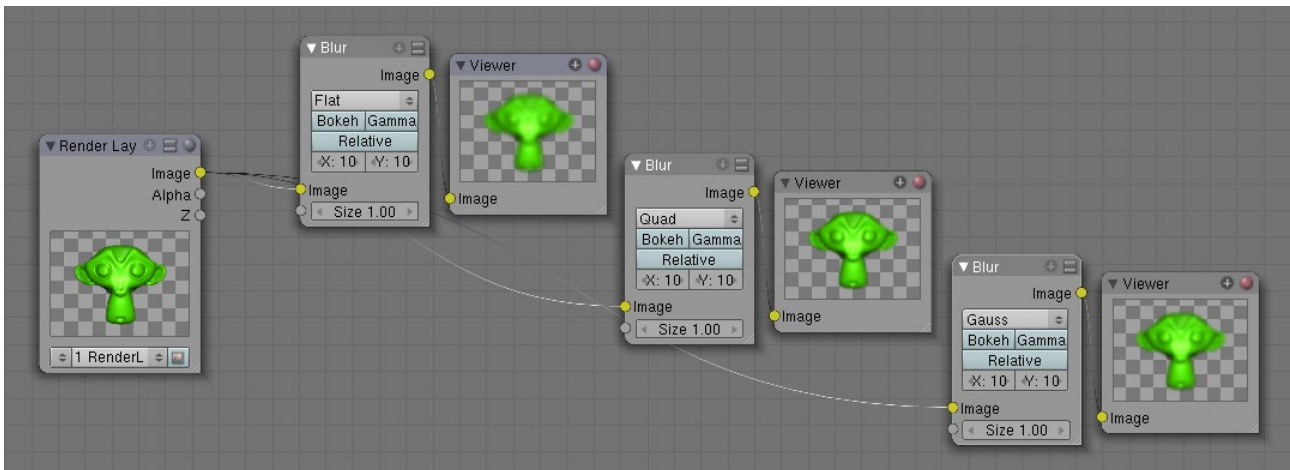 Render Lay
Image
Alpha
Z
1 RenderL
Blur
Image
Flat
Bokeh Gamma
Relative
X: 10 Y: 10
Image
Size 1.00
Viewer
Image
Blur
Image
Quad
Bokeh Gamma
Relative
X: 10 Y: 10
Image
Size 1.00
Viewer
Image
Blur
Image
Gauss
Bokeh Gamma
Relative
X: 10 Y: 10
Image
Size 1.00
Viewer
Image